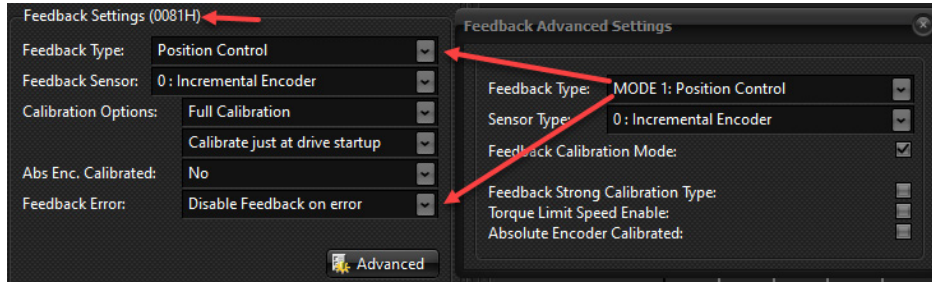 Feedback Settings (0081H)
Feedback Type: Position Control
Feedback Sensor: 0 : Incremental Encoder
Calibration Options: Full Calibration
Calibrate just at drive startup
Abs Enc. Calibrated: No
Feedback Error: Disable Feedback on error
Advanced
Feedback Advanced Settings
Feedback Type: MODE 1: Position Control
Sensor Type: 0 : Incremental Encoder
Feedback Calibration Mode:
Feedback Strong Calibration Type:
Torque Limit Speed Enable:
Absolute Encoder Calibrated: